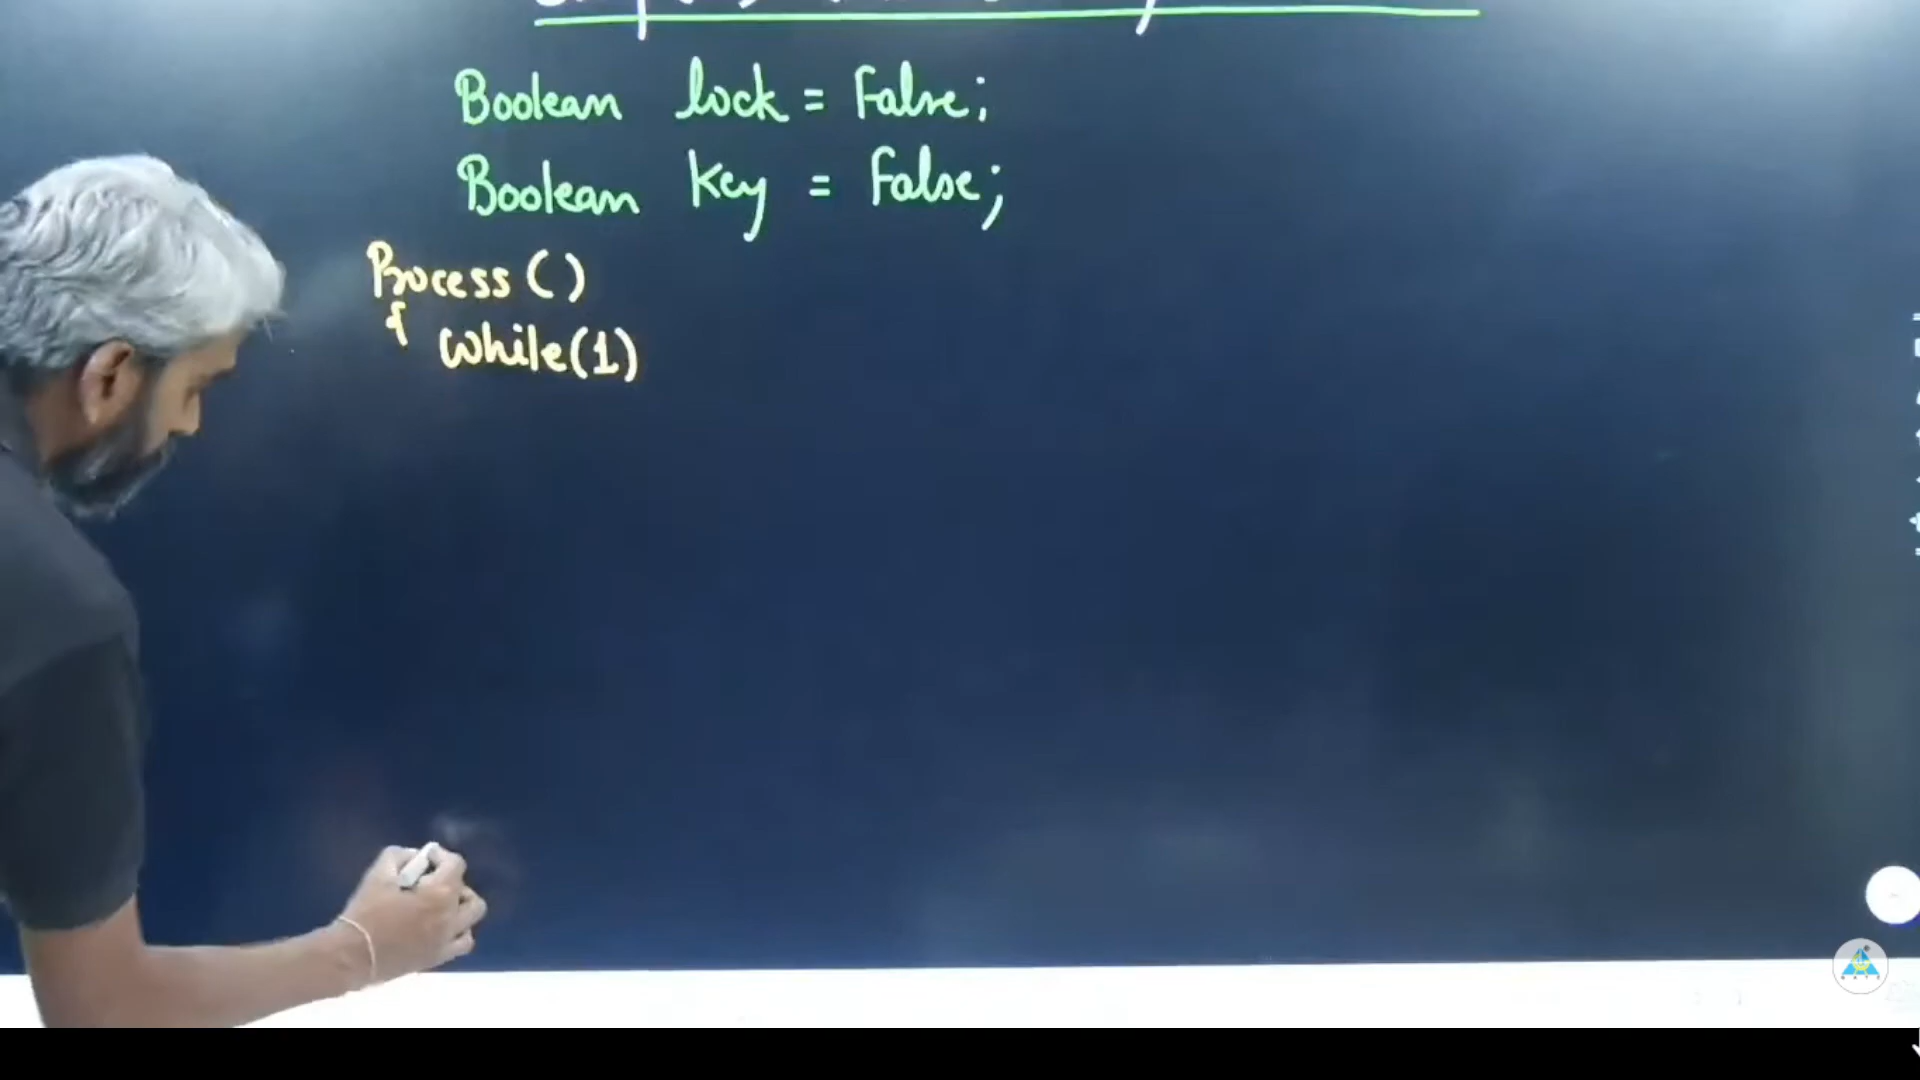 Boolean lock = False;
Boolean key = False;
Process ()
{ while(1)